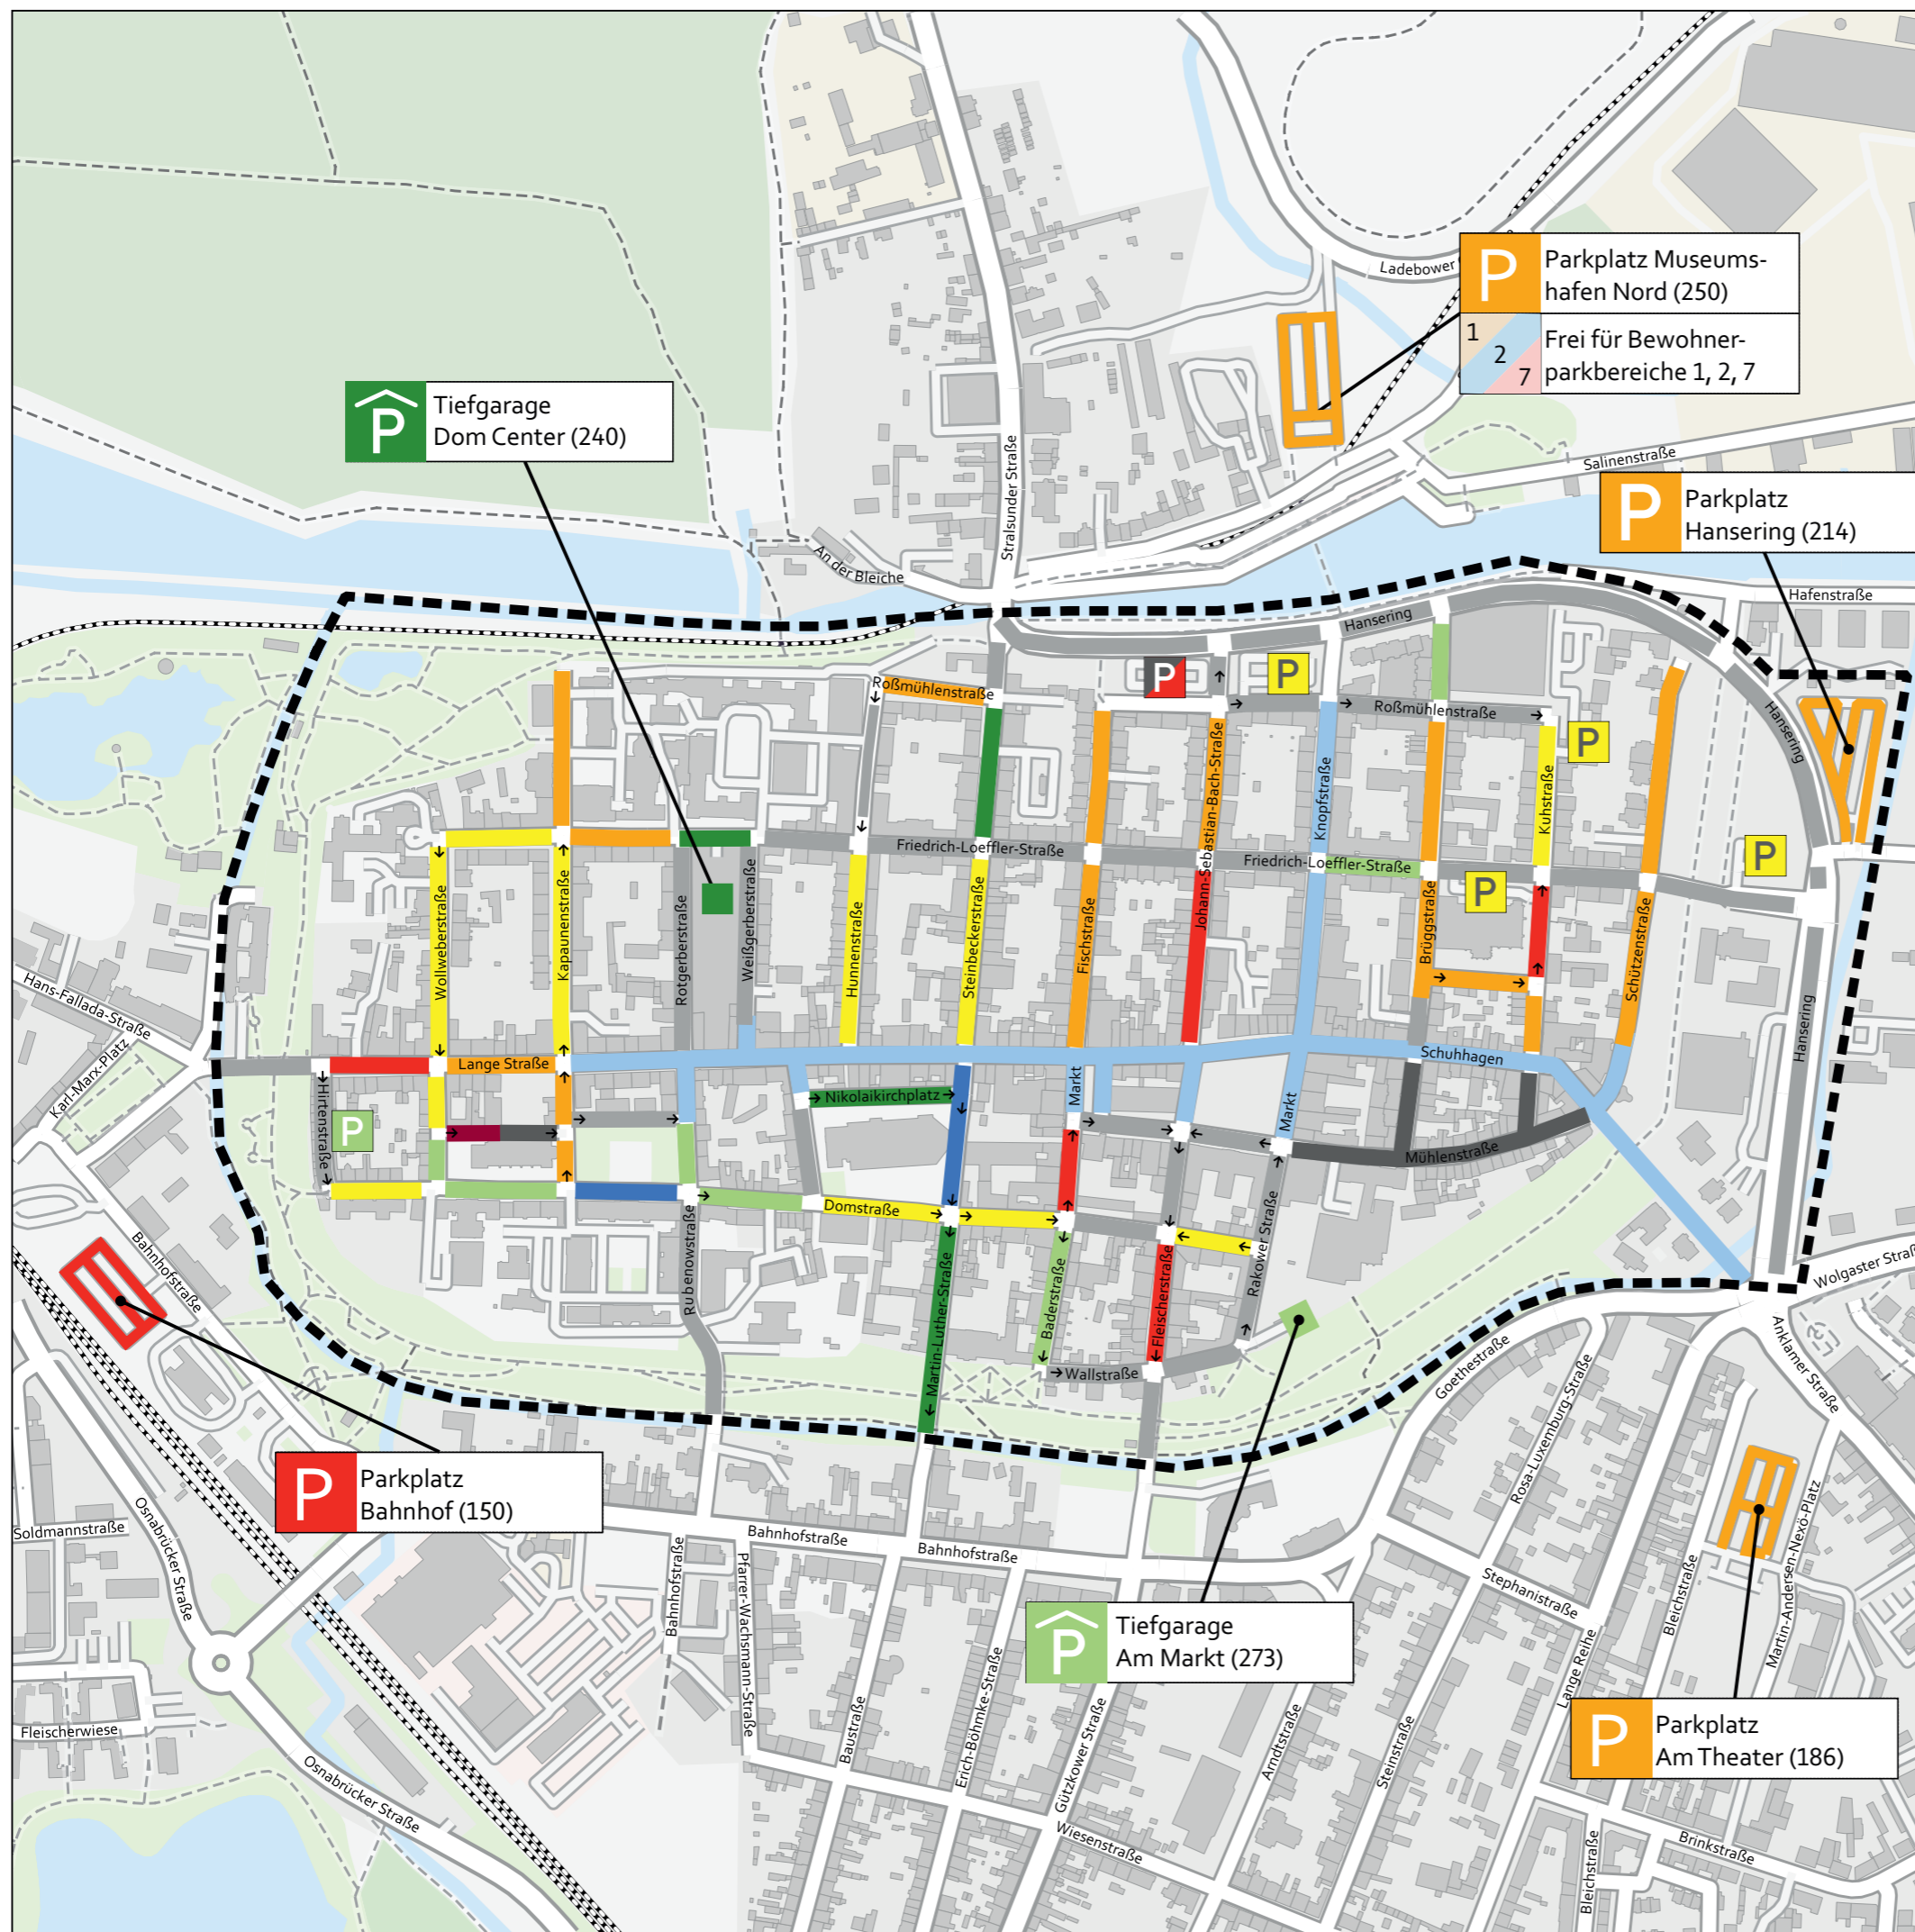 Ladebower
P
Parkplatz Museums-
hafen Nord (250)
1
2
7
Frei für Bewohner-
parkbereiche 1, 2, 7
P
Tiefgarage
Dom Center (240)
Stralsunder Straße
Salinenstraße
P
Parkplatz
Hansering (214)
An der Bleiche
Hafenstraße
Hansering
P
P
Roßmühlenstraße
Roßmühlenstraße
Hansering
P
Johann-Sebastian-Bach-Straße
Knopfstraße
Kuhstraße
Friedrich-Loeffler-Straße
Friedrich-Loeffler-Straße
P
P
Wollweberstraße
Kapaunenstraße
Rotgerberstraße
Weißgerberstraße
Hunnenstraße
Steinbeckerstraße
Fischstraße
Brüggstraße
Schützenstraße
Hansering
Hans-Fallada-Straße
Karl-Marx-Platz
Lange Straße
Schuhhagen
Hirtenstraße
P
Nikolaikirchplatz
Markt
Markt
Mühlenstraße
Domstraße
Bahnhofstraße
Rubenowstraße
Martin-Luther-Straße
Baderstraße
Fleischerstraße
Rakower Straße
Wallstraße
Wolgaster Straß
Goethestraße
Anklamer Straße
Rosa-Luxemburg-Straße
P
Parkplatz
Bahnhof (150)
Soldmannstraße
Osnabrücker Straße
Bahnhofstraße
Bahnhofstraße
Bahnhofstraße
Pfarrer-Wachsmann-Straße
Stephanistraße
Bleichstraße
Martin-Andersen-Nexö-Platz
P
Tiefgarage
Am Markt (273)
Lange Reihe
Fleischerwiese
Osnabrücker Straße
Baustraße
Erich-Böhmke-Straße
Gützkower Straße
Arndtstraße
Steinstraße
P
Parkplatz
Am Theater (186)
Wiesenstraße
Brinkstraße
Bleichstraße